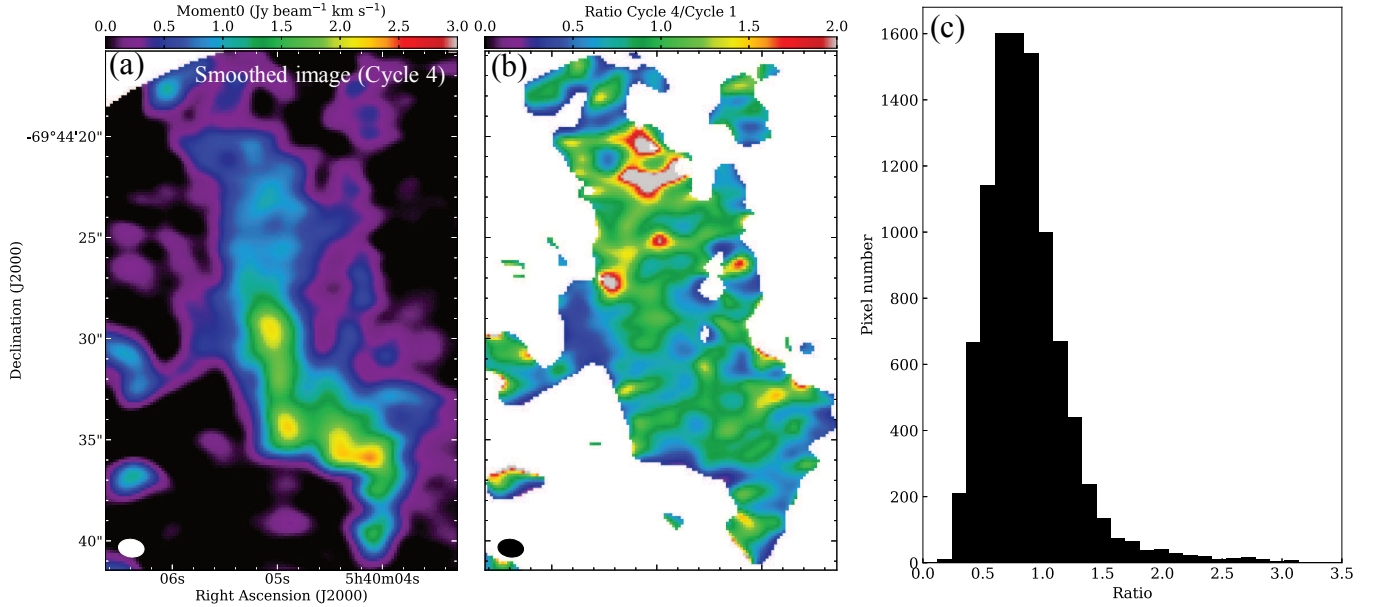 Moment0 (Jy beam⁻¹ km s⁻¹)
0.0 0.5 1.0 1.5 2.0 2.5 3.0
Ratio Cycle 4/Cycle 1
0.0 0.5 1.0 1.5 2.0
(a)
Smoothed image (Cycle 4)
(b)
(c)
-69°44'20"
25"
30"
35"
40"
Declination (J2000)
06s 05s 5h40m04s
Right Ascension (J2000)
1600
1400
1200
1000
800
600
400
200
0
Pixel number
0.0 0.5 1.0 1.5 2.0 2.5 3.0 3.5
Ratio